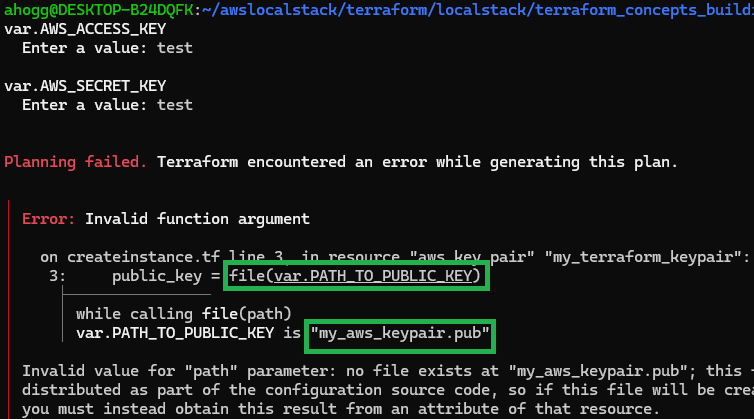 ahogg@DESKTOP-B24DQFK:~/awslocalstack/terraform/localstack/terraform_concepts_buildi
var.AWS_ACCESS_KEY
Enter a value: test
var.AWS_SECRET_KEY
Enter a value: test
Planning failed. Terraform encountered an error while generating this plan.
Error: Invalid function argument
on createinstance.tf line 3, in resource "aws_key_pair" "my_terraform_keypair":
3: public_key = file(var.PATH_TO_PUBLIC_KEY)
while calling file(path)
var.PATH_TO_PUBLIC_KEY is "my_aws_keypair.pub"
Invalid value for "path" parameter: no file exists at "my_aws_keypair.pub"; this
distributed as part of the configuration source code, so if this file will be crea
you must instead obtain this result from an attribute of that resource.